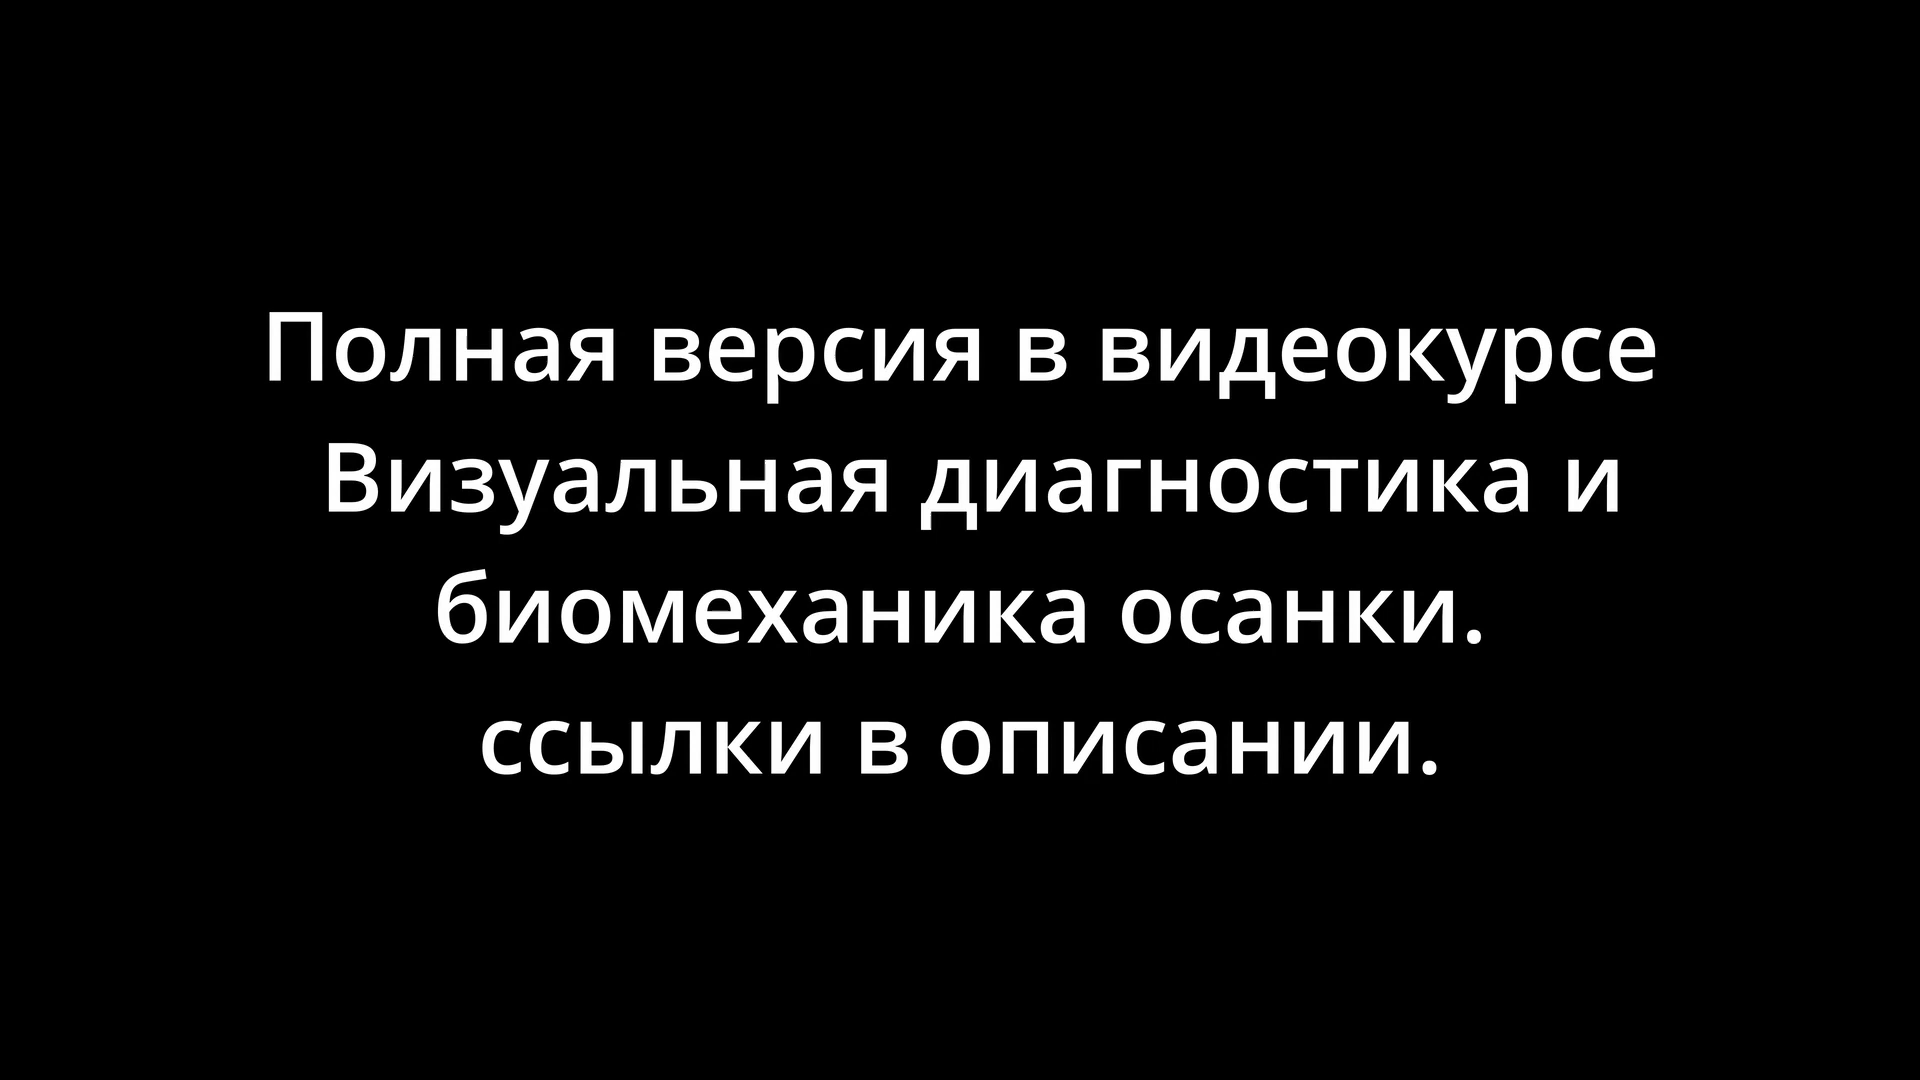 Полная версия в видеокурсе
Визуальная диагностика и
биомеханика осанки.
ссылки в описании.